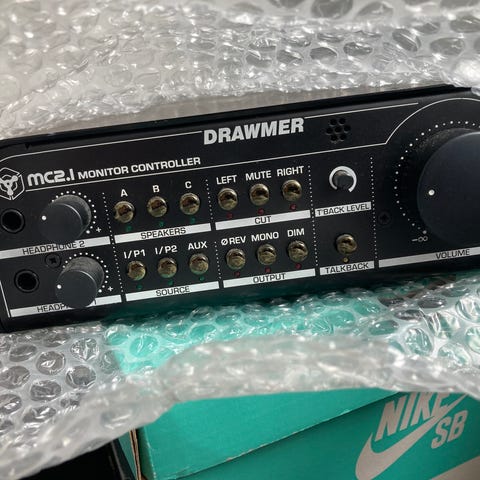 DRAWMER
MC2.1 MONITOR CONTROLLER
A B C
LEFT MUTE RIGHT
+
HEADPHONE 2
SPEAKERS
CUT
T'BACK LEVEL
-∞
I/P1 I/P2 AUX
Ø REV MONO DIM
SOURCE
OUTPUT
TALKBACK
VOLUME
NIKE
SB